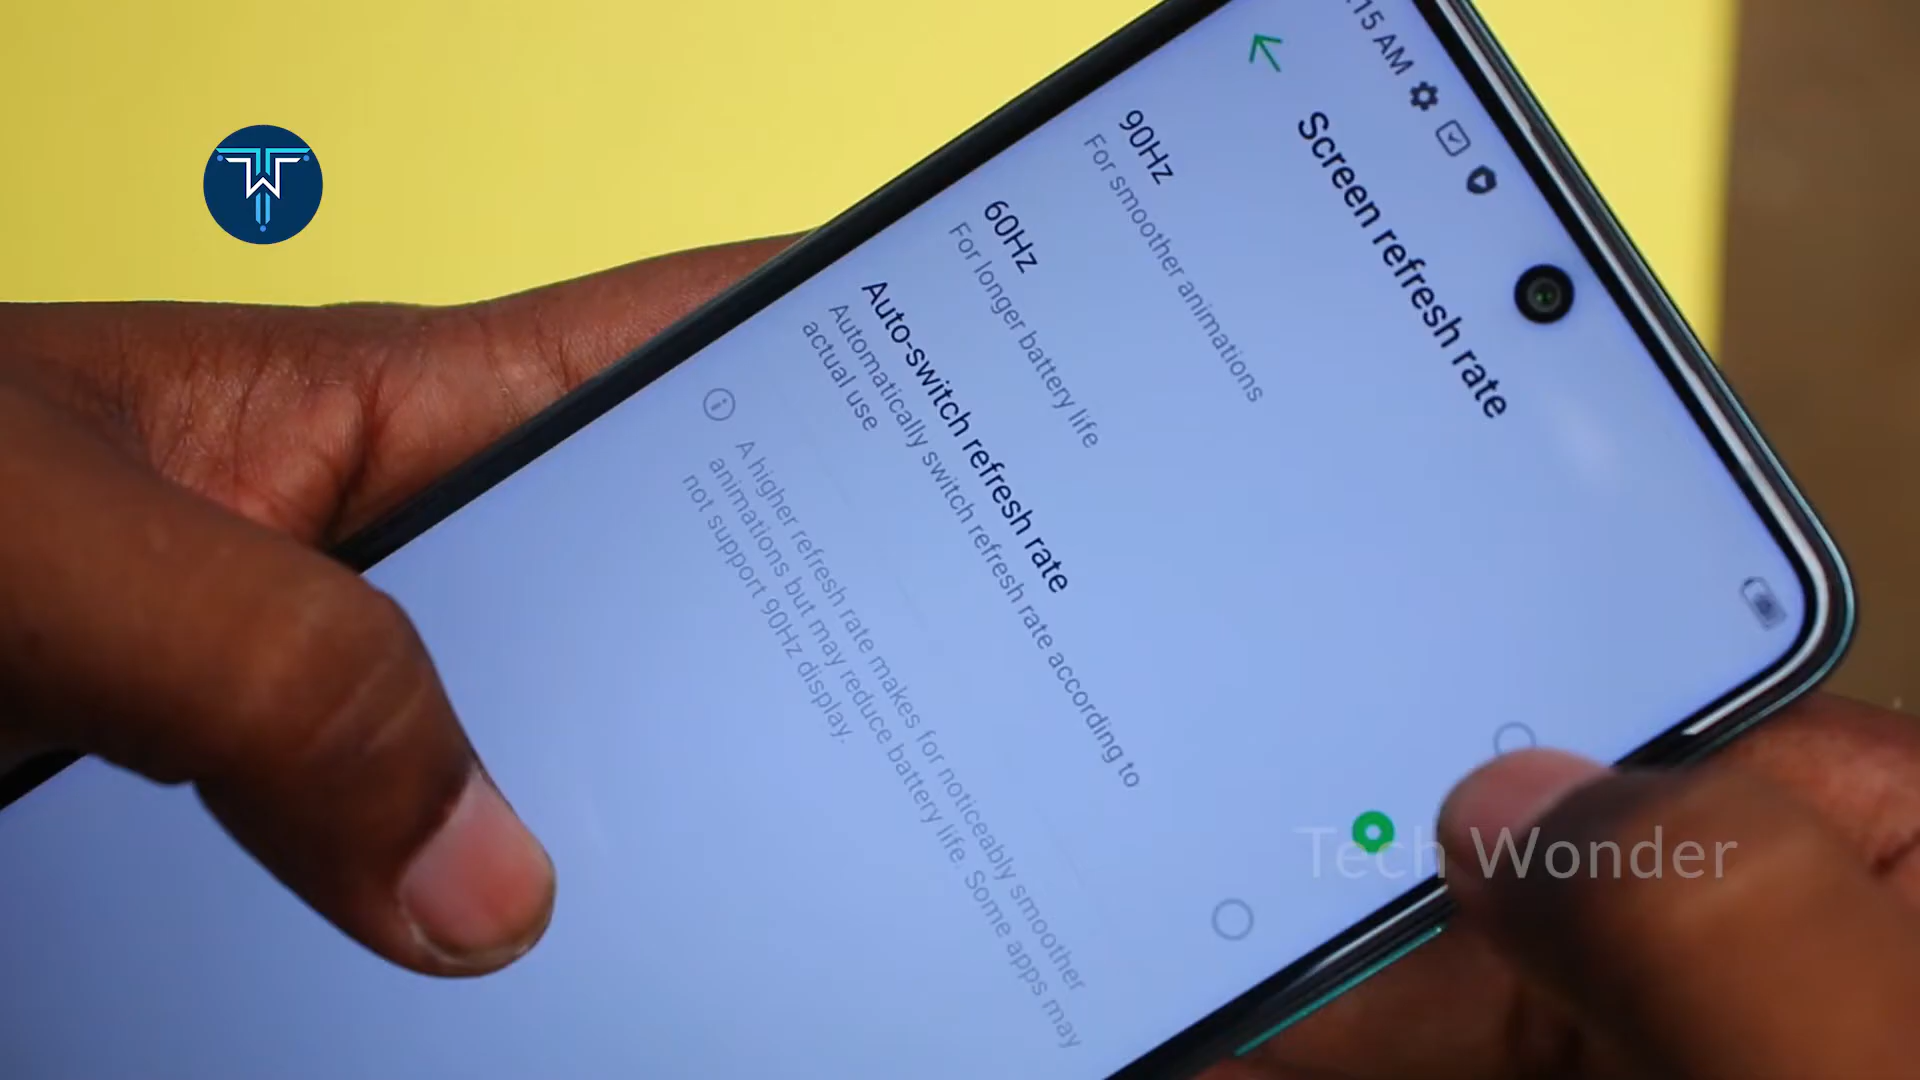 :15 AM
Screen refresh rate
90Hz
For smoother animations
60Hz
For longer battery life
Auto-switch refresh rate
Automatically switch refresh rate according to
actual use
A higher refresh rate makes for noticeably smoother
animations but may reduce battery life. Some apps may
not support 90Hz display.
Tech Wonder